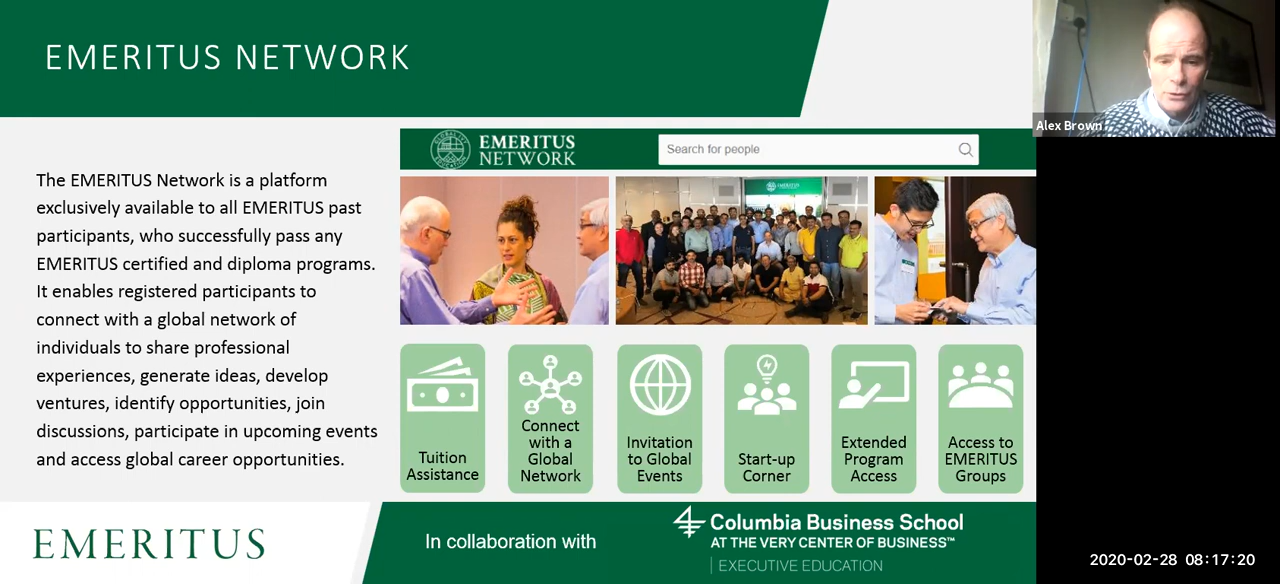 EMERITUS NETWORK
Alex Brown
EMERITUS
NETWORK
Search for people
The EMERITUS Network is a platform
exclusively available to all EMERITUS past
participants, who successfully pass any
EMERITUS certified and diploma programs.
It enables registered participants to
connect with a global network of
individuals to share professional
experiences, generate ideas, develop
ventures, identify opportunities, join
discussions, participate in upcoming events
and access global career opportunities.
Tuition
Assistance
Connect
with a
Global
Network
Invitation
to Global
Events
Start-up
Corner
Extended
Program
Access
Access to
EMERITUS
Groups
EMERITUS
In collaboration with
Columbia Business School
AT THE VERY CENTER OF BUSINESS™
EXECUTIVE EDUCATION
2020-02-28 08:17:20